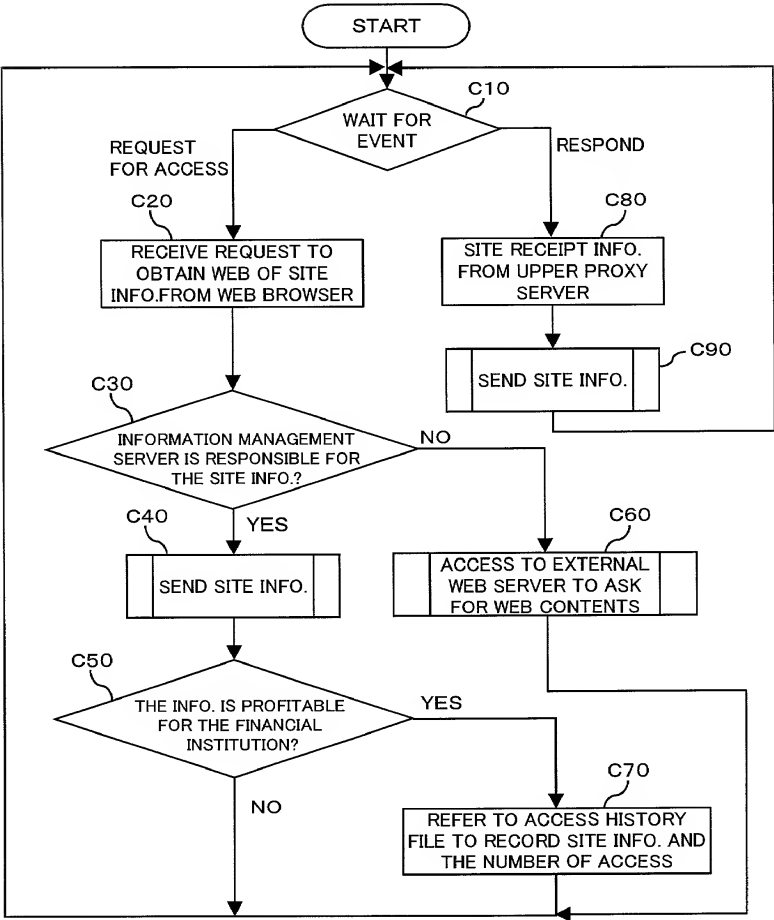 START
C10
WAIT FOR
EVENT
REQUEST
FOR ACCESS
RESPOND
C20
RECEIVE REQUEST TO
OBTAIN WEB OF SITE
INFO.FROM WEB BROWSER
C80
SITE RECEIPT INFO.
FROM UPPER PROXY
SERVER
C90
SEND SITE INFO.
C30
INFORMATION MANAGEMENT
SERVER IS RESPONSIBLE FOR
THE SITE INFO.?
NO
YES
C40
SEND SITE INFO.
C60
ACCESS TO EXTERNAL
WEB SERVER TO ASK
FOR WEB CONTENTS
C50
THE INFO. IS PROFITABLE
FOR THE FINANCIAL
INSTITUTION?
YES
NO
C70
REFER TO ACCESS HISTORY
FILE TO RECORD SITE INFO. AND
THE NUMBER OF ACCESS